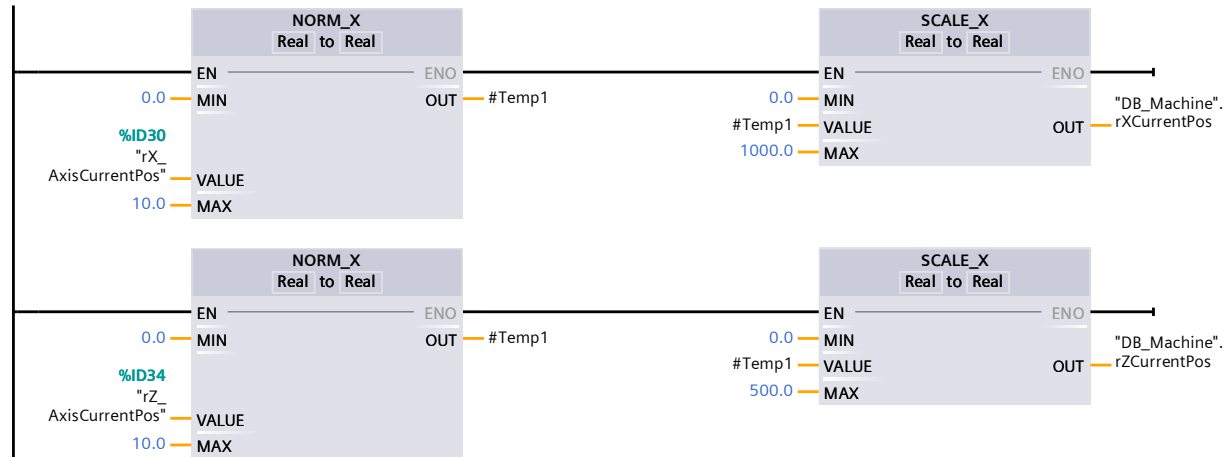 NORM_X
Real to Real
SCALE_X
Real to Real
EN ENO
EN ENO
0.0 MIN OUT #Temp1
0.0 MIN
"DB_Machine".
rXCurrentPos
#Temp1 VALUE OUT
1000.0 MAX
%ID30
"rX_
AxisCurrentPos" VALUE
10.0 MAX
NORM_X
Real to Real
SCALE_X
Real to Real
EN ENO
EN ENO
0.0 MIN OUT #Temp1
0.0 MIN
"DB_Machine".
rZCurrentPos
#Temp1 VALUE OUT
500.0 MAX
%ID34
"rZ_
AxisCurrentPos" VALUE
10.0 MAX